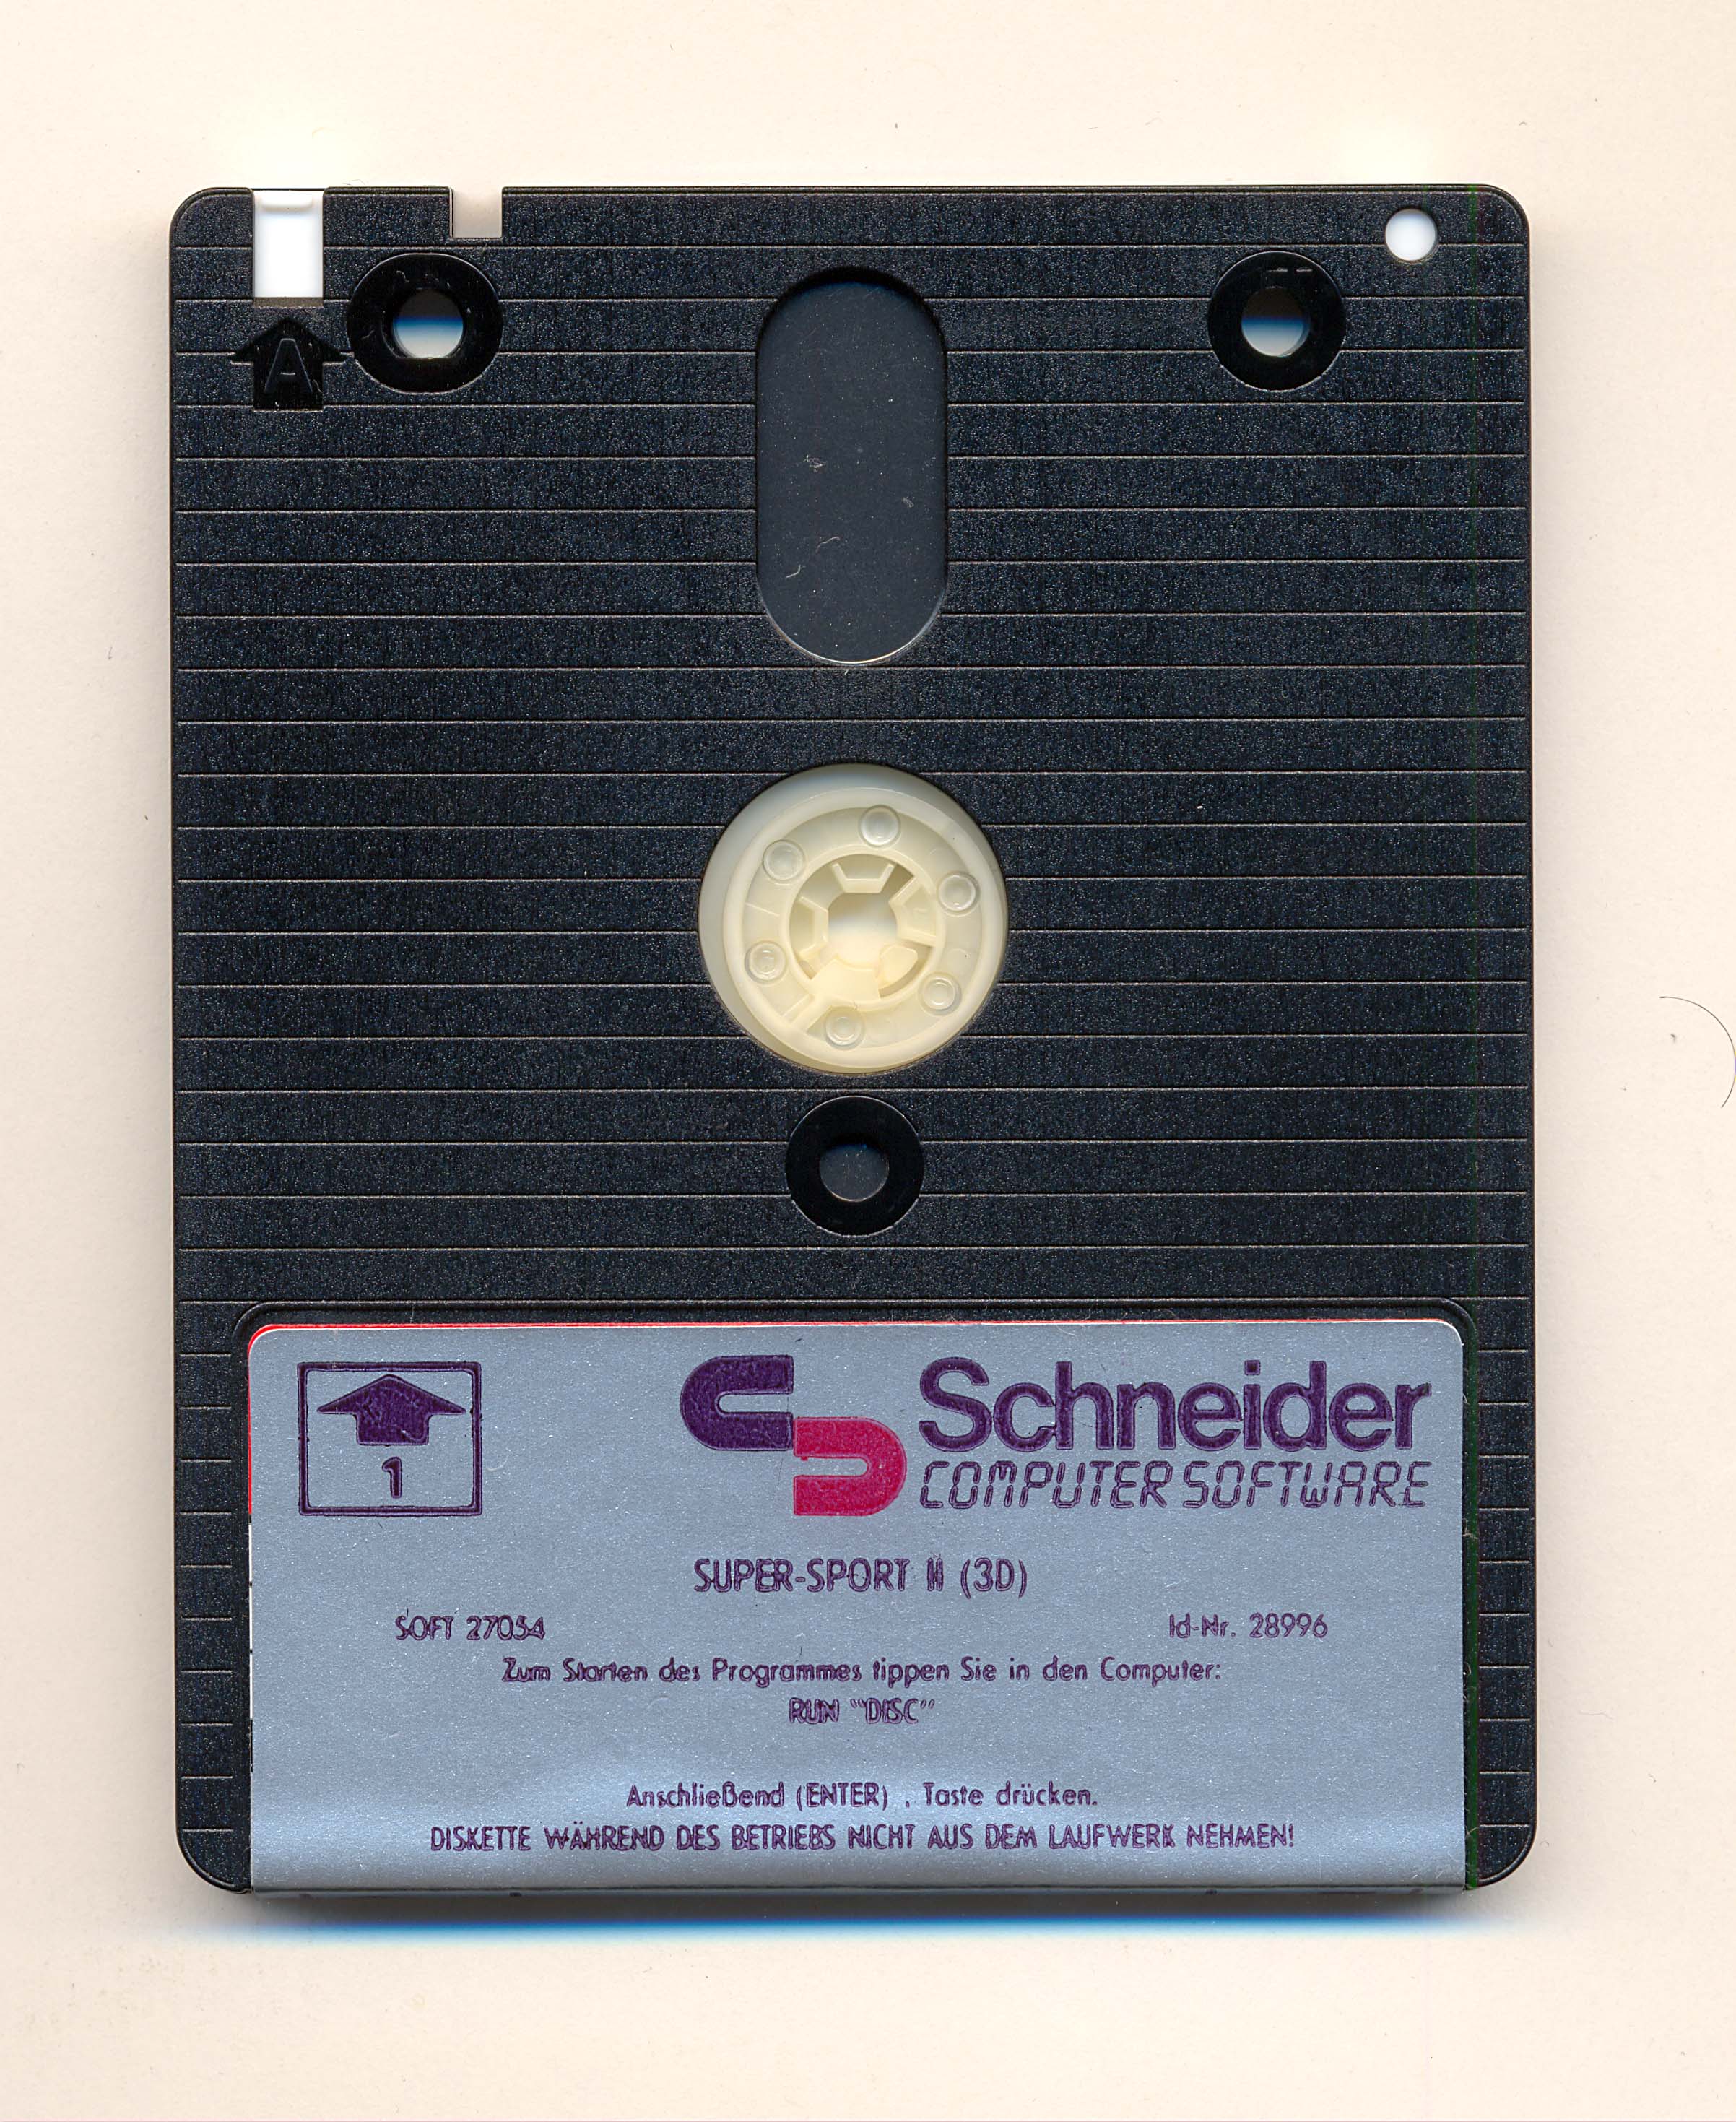 A
1
Schneider
COMPUTER SOFTWARE
SUPER-SPORT II (3D)
SOFT 27054 Id-Nr. 28996
Zum Starten des Programmes tippen Sie in den Computer:
RUN "DISC"
Anschließend (ENTER) . Taste drücken.
DISKETTE WÄHREND DES BETRIEBS NICHT AUS DEM LAUFWERK NEHMEN!